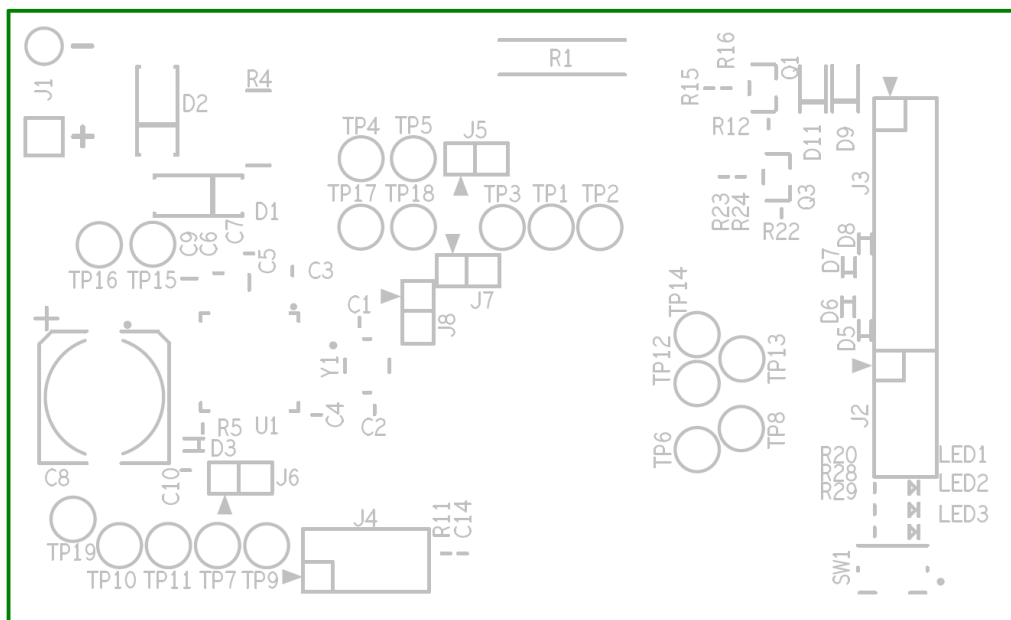 J1
−
+
D2
R4
R1
R15
R16
Q1
R12
D11
D9
TP4
TP5
J5
TP17
TP18
TP3
TP1
TP2
R23
R24
Q3
R22
J3
D1
TP16
TP15
C9
C6
C7
C5
C3
J7
J8
C1
D8
D7
D6
D5
TP14
TP12
TP13
TP6
TP8
+
Y1
C4
C2
U1
R5
D3
C8
C10
J6
J2
R20
R28
R29
LED1
LED2
LED3
TP19
TP10
TP11
TP7
TP9
J4
R11
C14
SW1